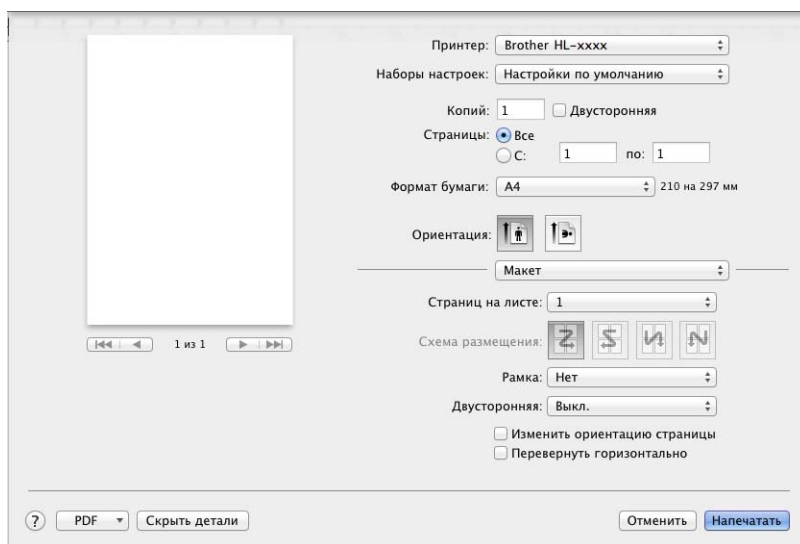 Принтер: Brother HL-xxxx
Наборы настроек: Настройки по умолчанию
Копий: 1 Двусторонняя
Страницы: Все
С: 1 по: 1
Формат бумаги: A4 210 на 297 мм
Ориентация:
Макет
Страниц на листе: 1
1 из 1
Схема размещения:
Рамка: Нет
Двусторонняя: Выкл.
Изменить ориентацию страницы
Перевернуть горизонтально
? PDF Скрыть детали Отменить Напечатать